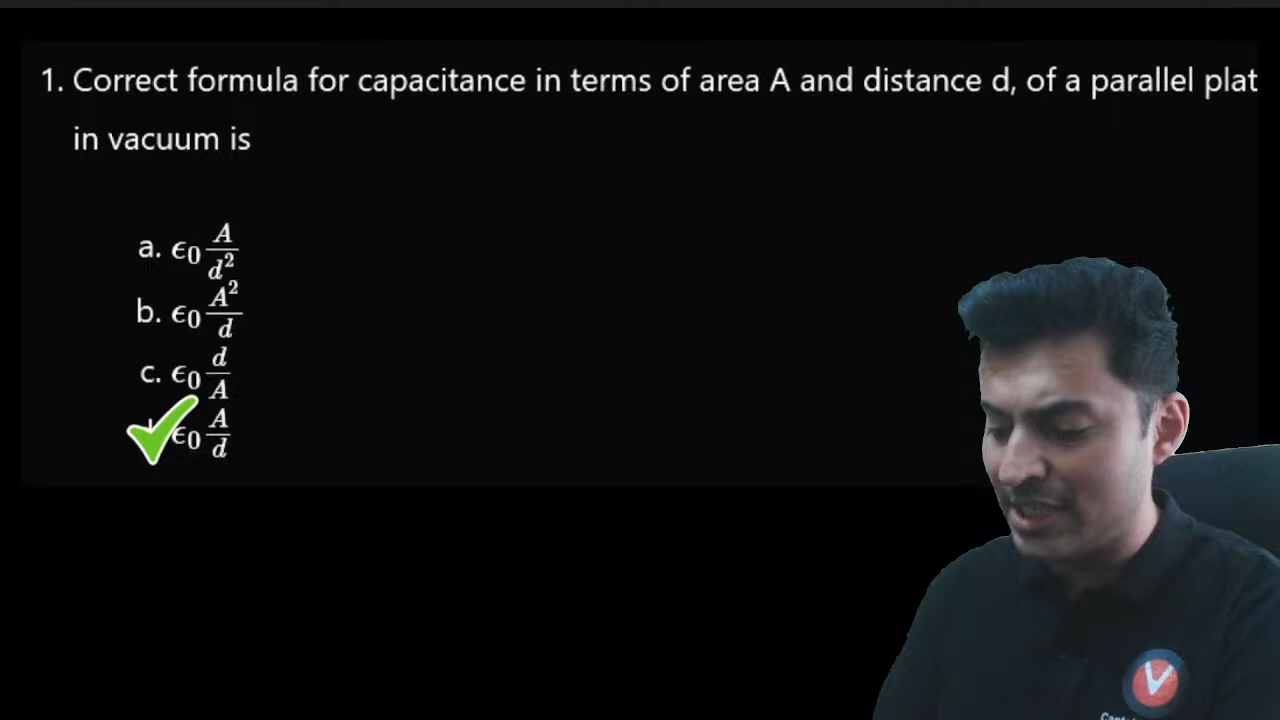 1. Correct formula for capacitance in terms of area A and distance d, of a parallel plat
in vacuum is
a. ϵ₀ A/d²
b. ϵ₀ A²/d
c. ϵ₀ d/A
ϵ₀ A/d
V